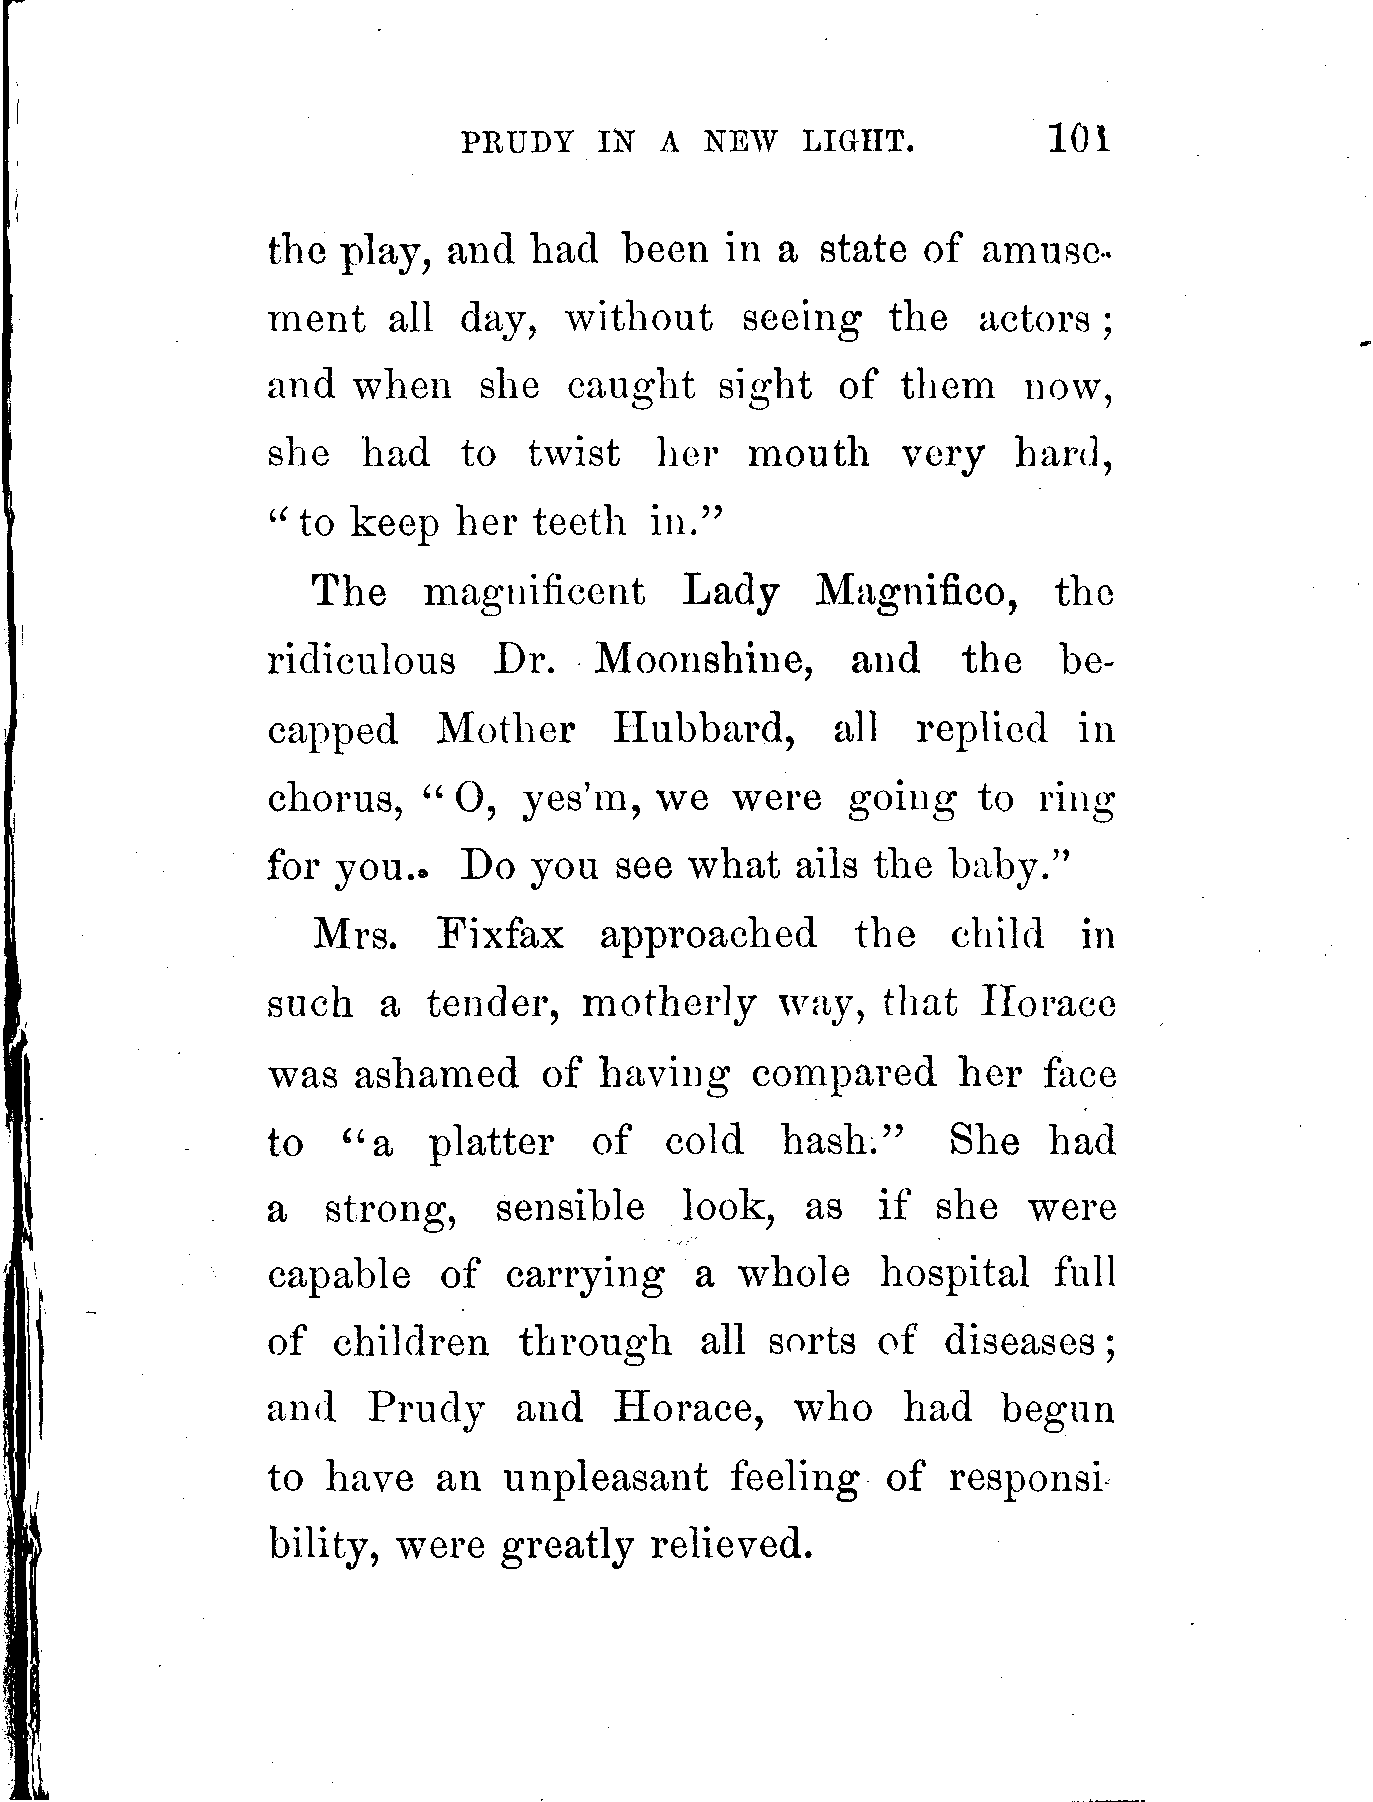 PRUDY IN A NEW LIGHT. 101
the play, and had been in a state of amuse-
ment all day, without seeing the actors;
and when she caught sight of them now,
she had to twist her mouth very hard,
“to keep her teeth in.”
The magnificent Lady Magnifico, the
ridiculous Dr. Moonshine, and the be-
capped Mother Hubbard, all replied in
chorus, “O, yes'm, we were going to ring
for you. Do you see what ails the baby.”
Mrs. Fixfax approached the child in
such a tender, motherly way, that Horace
was ashamed of having compared her face
to “a platter of cold hash.” She had
a strong, sensible look, as if she were
capable of carrying a whole hospital full
of children through all sorts of diseases;
and Prudy and Horace, who had begun
to have an unpleasant feeling of responsi-
bility, were greatly relieved.